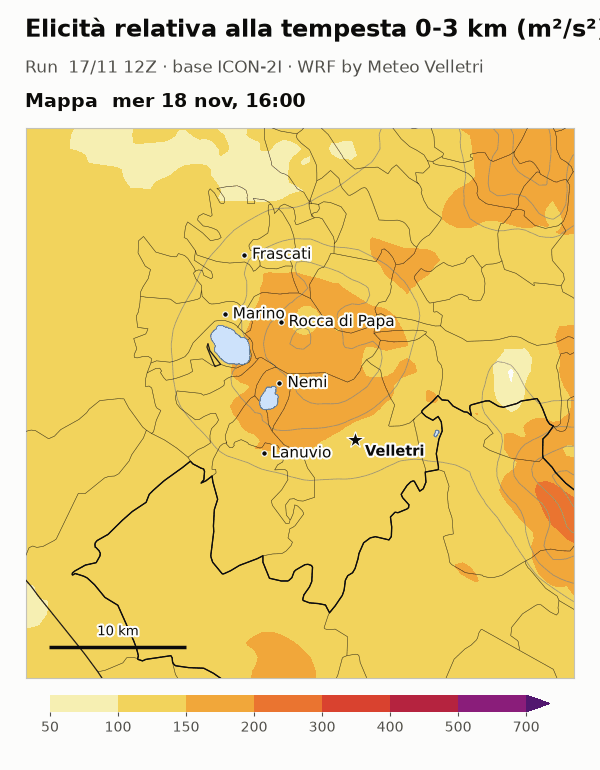 Elicità relativa alla tempesta 0-3 km (m²/s²)
Run  17/11 12Z · base ICON-2I · WRF by Meteo Velletri
Mappa  mer 18 nov, 16:00
Frascati
Marino
Rocca di Papa
Nemi
Velletri
Lanuvio
10 km
50 100 150 200 300 400 500 700